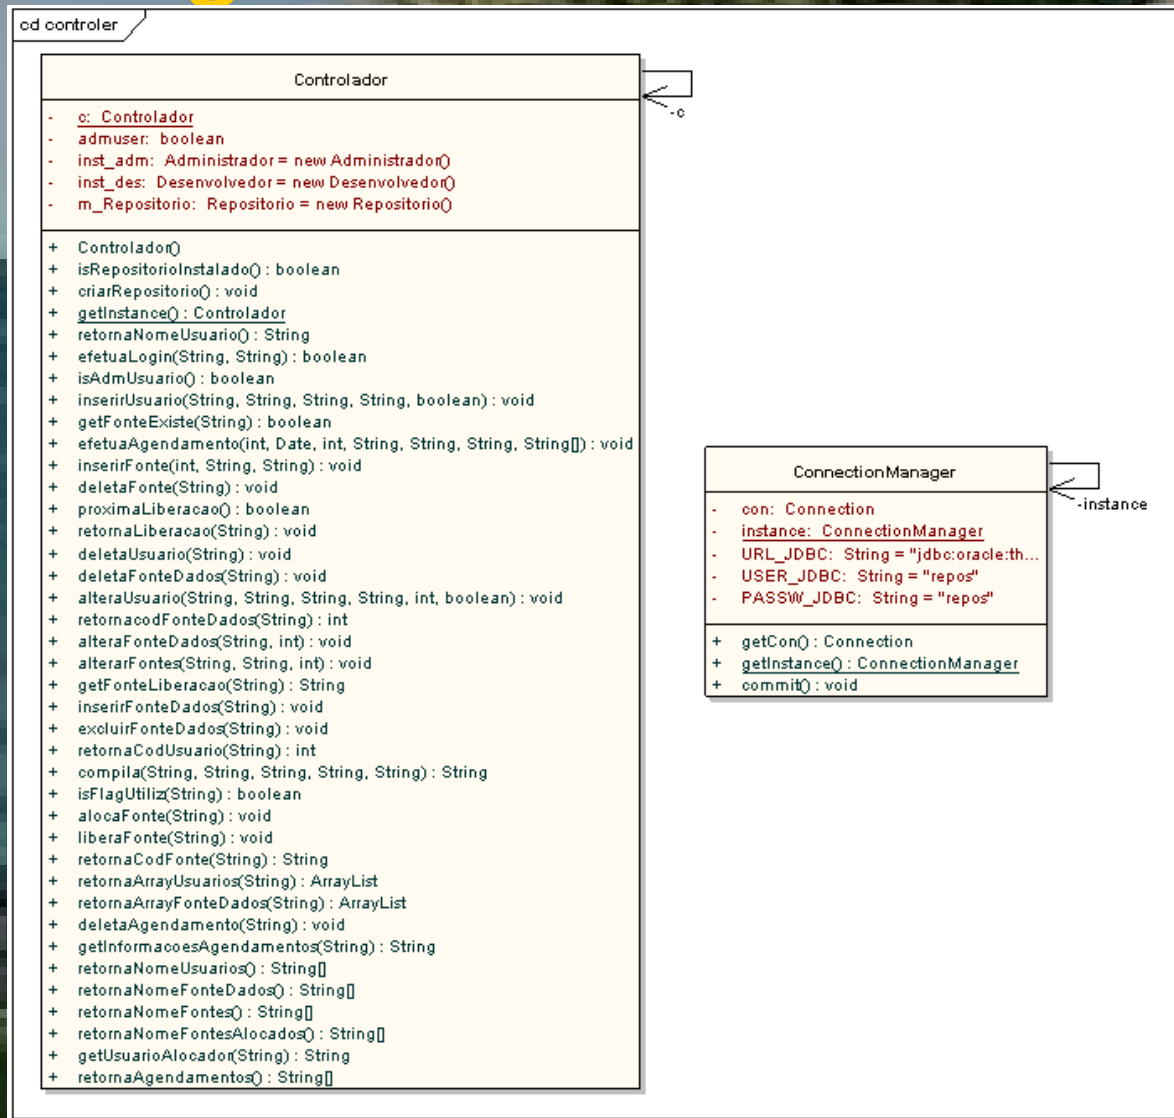 cd controler
Controlador
- c: Controlador
- admuser: boolean
- inst_adm: Administrador = new Administrador()
- inst_des: Desenvolvedor = new Desenvolvedor()
- m_Repositorio: Repositorio = new Repositorio()
+ Controlador()
+ isRepositorioInstalado() : boolean
+ criarRepositorio() : void
+ getInstance() : Controlador
+ retornaNomeUsuario() : String
+ efetuaLogin(String, String) : boolean
+ isAdmUsuario() : boolean
+ inserirUsuario(String, String, String, String, boolean) : void
+ getFonteExiste(String) : boolean
+ efetuaAgendamento(int, Date, int, String, String, String, String[]) : void
+ inserirFonte(int, String, String) : void
+ deletaFonte(String) : void
+ proximaLiberacao() : boolean
+ retornaLiberacao(String) : void
+ deletaUsuario(String) : void
+ deletaFonteDados(String) : void
+ alteraUsuario(String, String, String, String, int, boolean) : void
+ retornacodFonteDados(String) : int
+ alteraFonteDados(String, int) : void
+ alterarFontes(String, String, int) : void
+ getFonteLiberacao(String) : String
+ inserirFonteDados(String) : void
+ excluirFonteDados(String) : void
+ retornaCodUsuario(String) : int
+ compila(String, String, String, String, String) : String
+ isFlagUtiliz(String) : boolean
+ alocaFonte(String) : void
+ liberaFonte(String) : void
+ retornaCodFonte(String) : String
+ retornaArrayUsuarios(String) : ArrayList
+ retornaArrayFonteDados(String) : ArrayList
+ deletaAgendamento(String) : void
+ getInformacoesAgendamentos(String) : String
+ retornaNomeUsuarios() : String[]
+ retornaNomeFonteDados() : String[]
+ retornaNomeFontes() : String[]
+ retornaNomeFontesAlocados() : String[]
+ getUsuarioAlocador(String) : String
+ retornaAgendamentos() : String[]
-c
ConnectionManager
- con: Connection
- instance: ConnectionManager
- URL_JDBC: String = "jdbc:oracle:th...
- USER_JDBC: String = "repos"
- PASSW_JDBC: String = "repos"
+ getCon() : Connection
+ getInstance() : ConnectionManager
+ commit() : void
-instance